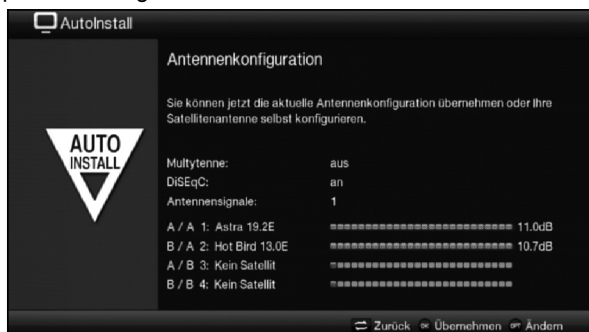 AutoInstall
Antennenkonfiguration
Sie können jetzt die aktuelle Antennenkonfiguration übernehmen oder Ihre
Satellitenantenne selbst konfigurieren.
AUTO
INSTALL
Multytenne: aus
DiSEqC: an
Antennensignale: 1
A / A 1: Astra 19.2E 11.0dB
B / A 2: Hot Bird 13.0E 10.7dB
A / B 3: Kein Satellit
B / B 4: Kein Satellit
Zurück OK Übernehmen OPT Ändern